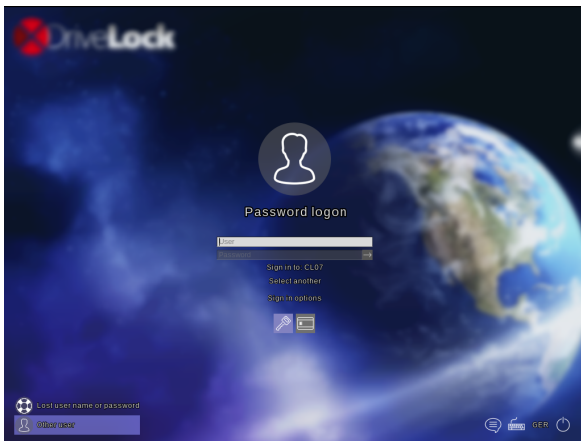 DriveLock
Password logon
User
Password
Sign in to: CL07
Select another
Sign in options
Lost user name or password
Other user
GER